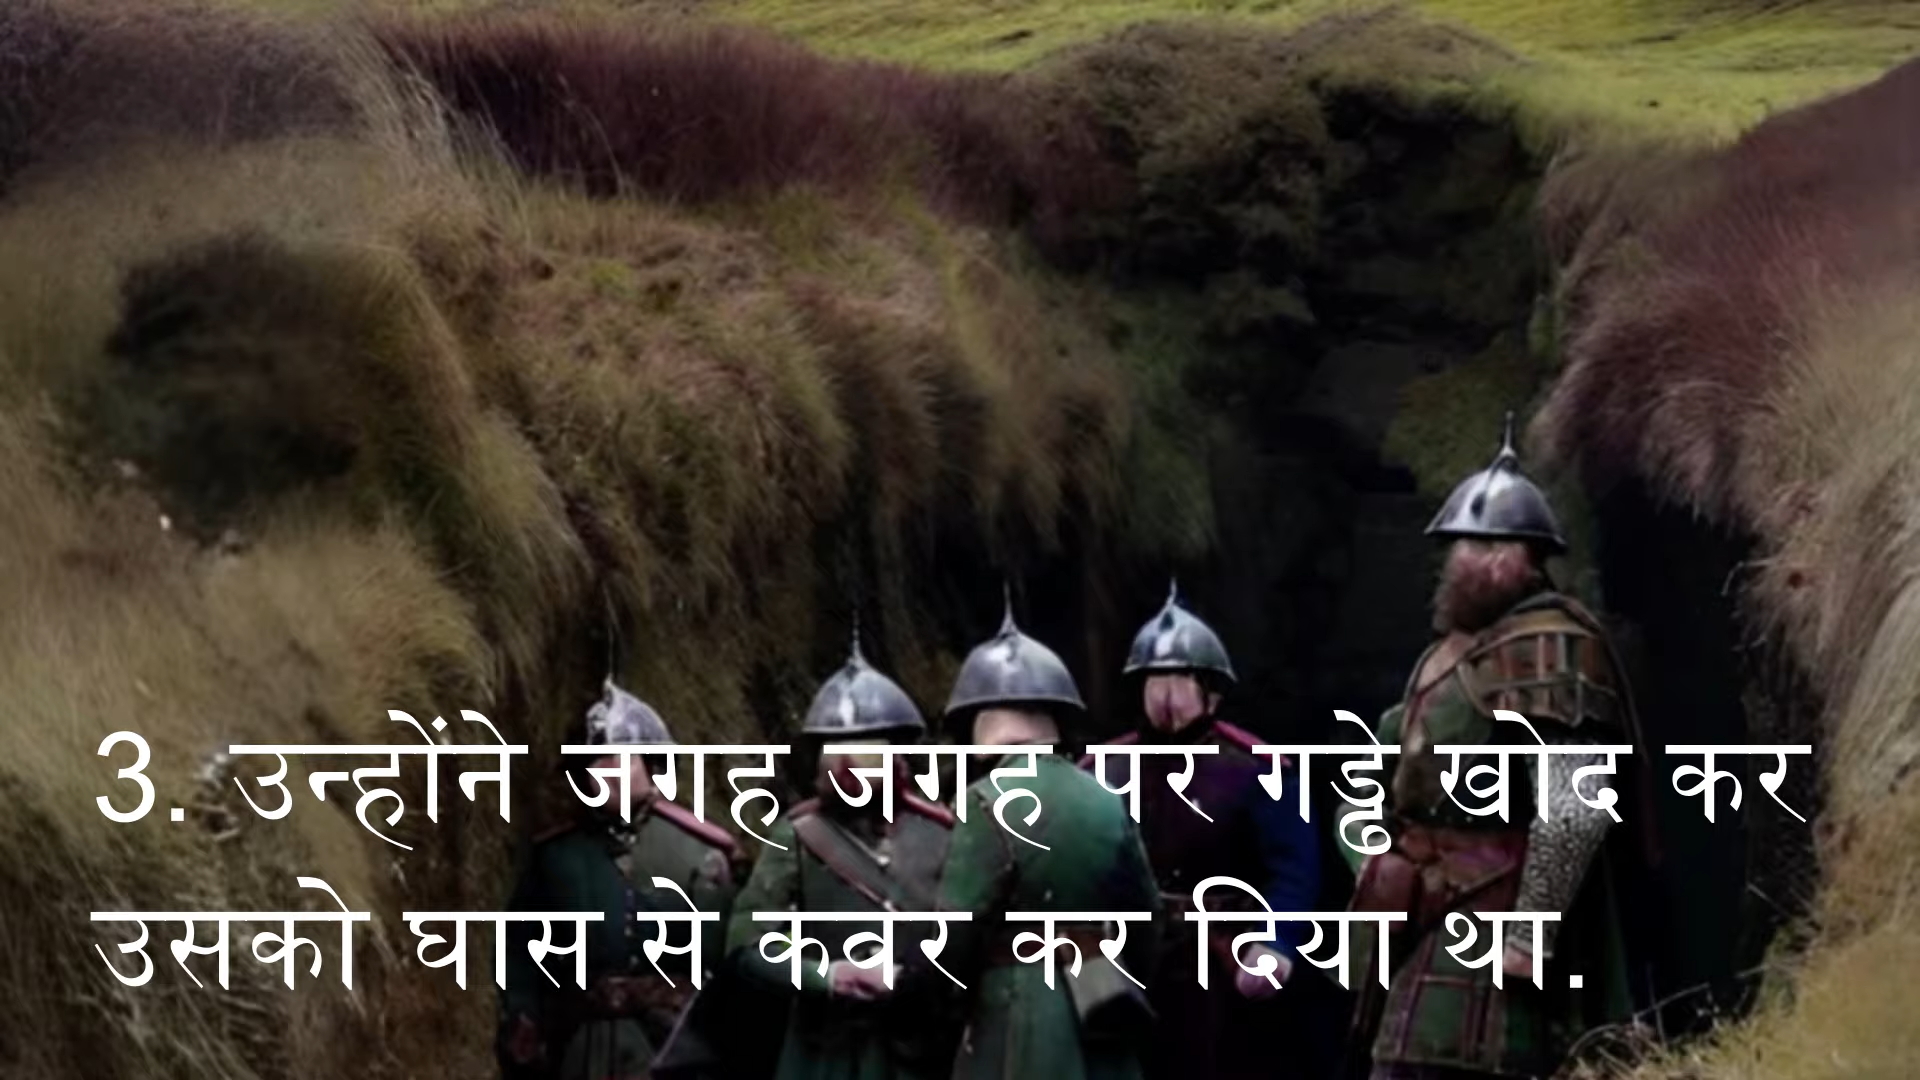 3. उन्होंने जगह जगह पर गड्ढे खोद कर
उसको घास से कवर कर दिया था.